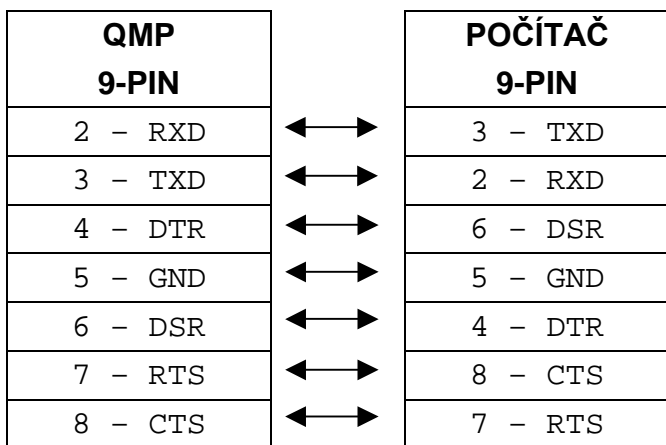 QMP POČÍTAČ
9-PIN 9-PIN
2 – RXD 3 – TXD
3 – TXD 2 – RXD
4 – DTR 6 – DSR
5 – GND 5 – GND
6 – DSR 4 – DTR
7 – RTS 8 – CTS
8 – CTS 7 – RTS